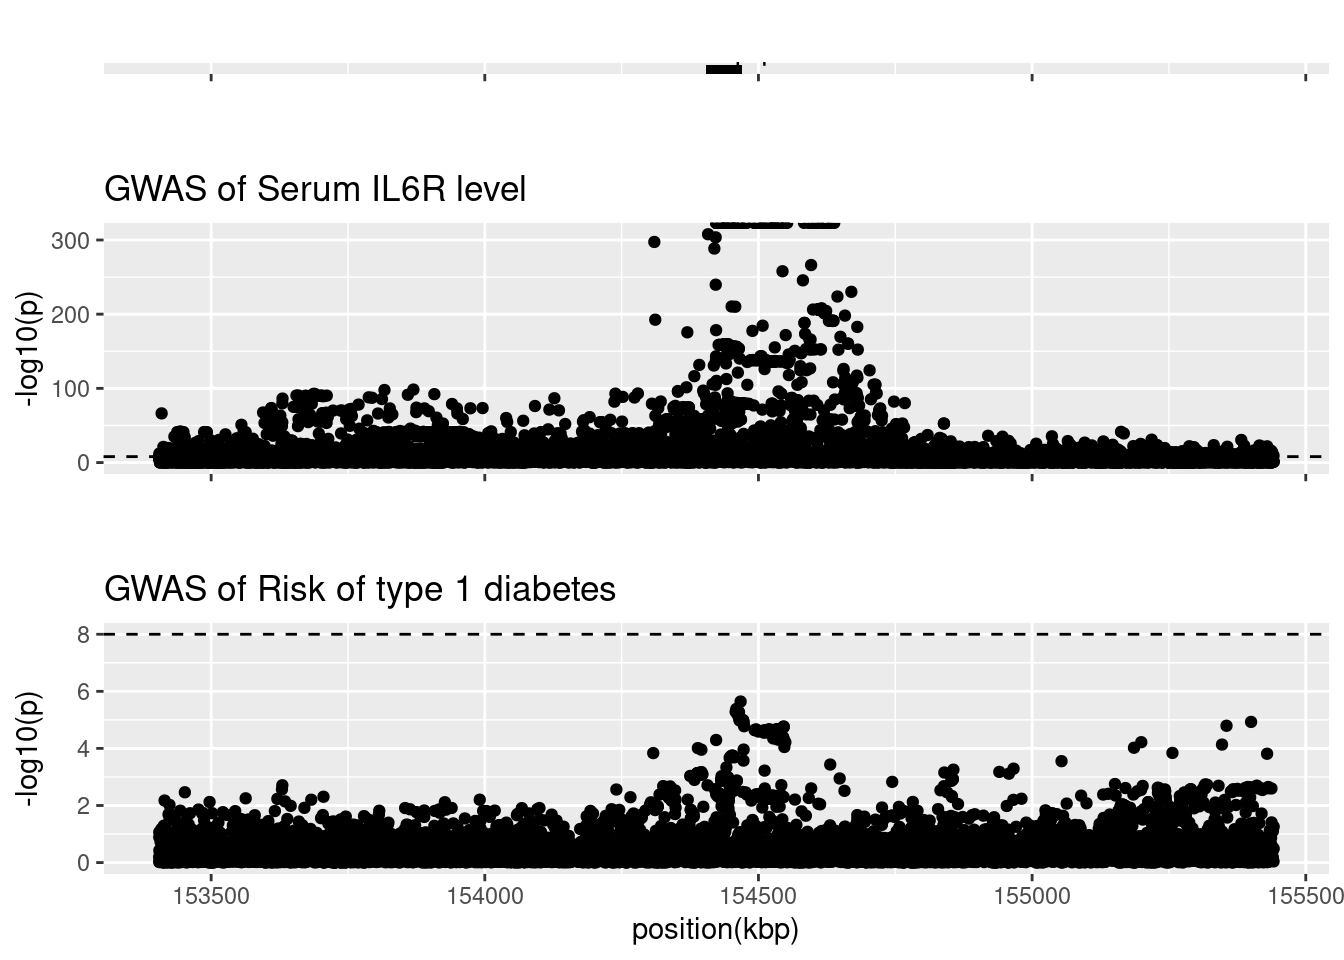 GWAS of Serum IL6R level
300
200
100
0
-log10(p)
GWAS of Risk of type 1 diabetes
8
6
4
2
0
-log10(p)
153500 154000 154500 155000 155500
position(kbp)